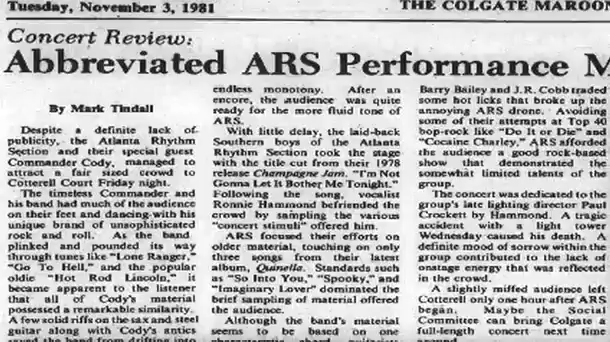 Tuesday, November 3, 1981
THE COLGATE MAROON
Concert Review:
Abbreviated ARS Performance M
By Mark Tindall
Despite a definite lack of
publicity, the Atlanta Rhythm
Section and their special guest
Commander Cody, managed to
attract a fair sized crowd to
Cotterell Court Friday night.
The timeless Commander and
his band had much of the audience
on their feet and dancing with his
unique brand of unsophisticated
rock and roll. As the band
plinked and pounded its way
through tunes like "Lone Ranger,"
"Go To Hell," and the popular
oldie "Hot Rod Lincoln," it
became apparent to the listener
that all of Cody's material
possessed a remarkable similarity.
A few solid riffs on the sax and steel
guitar along with Cody's antics
saved the band from drifting into
endless monotony. After an
encore, the audience was quite
ready for the more fluid tone of
ARS.
With little delay, the laid-back
Southern boys of the Atlanta
Rhythm Section took the stage
with the title cut from their 1978
release Champagne Jam. "I'm Not
Gonna Let It Bother Me Tonight."
Following the song, vocalist
Ronnie Hammond befriended the
crowd by sampling the various
"concert stimuli" offered him.
ARS focused their efforts on
older material, touching on only
three songs from their latest
album, Quinella. Standards such
as "So Into You," "Spooky," and
"Imaginary Lover" dominated the
brief sampling of material offered
the audience.
Although the band's material
seems to be based on one
Barry Bailey and J.R. Cobb traded
some hot licks that broke up the
annoying ARS drone. Avoiding
some of their attempts at Top 40
bop-rock like "Do It or Die" and
"Cocaine Charley," ARS afforded
the audience a good rock-based
show that demonstrated the
somewhat limited talents of the
group.
The concert was dedicated to the
group's late lighting director Paul
Crockett by Hammond. A tragic
accident with a light tower
Wednesday caused his death. A
definite mood of sorrow within the
group contributed to the lack of
onstage energy that was reflected
in the crowd.
A slightly miffed audience left
Cotterell only one hour after ARS
began. Maybe the Social
Committee can bring Colgate a
full-length concert next time